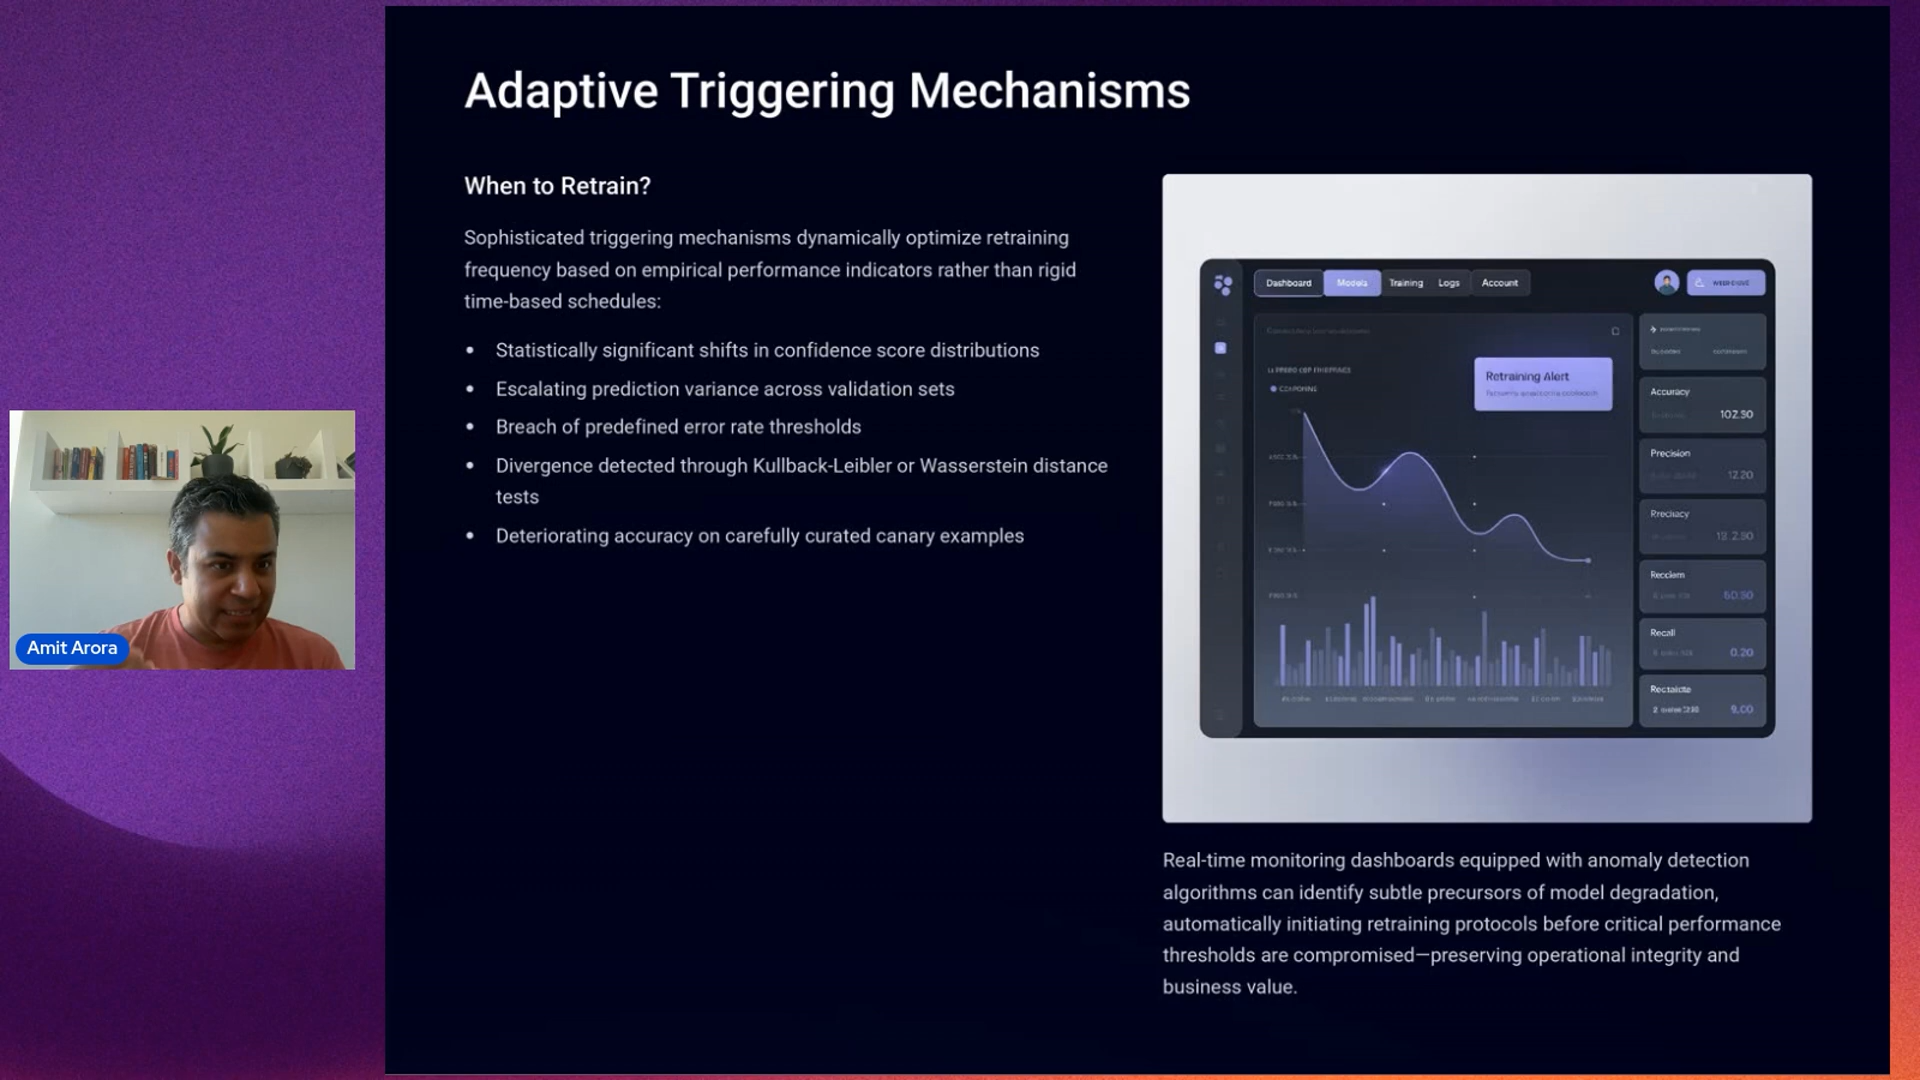 Adaptive Triggering Mechanisms
When to Retrain?
Sophisticated triggering mechanisms dynamically optimize retraining
frequency based on empirical performance indicators rather than rigid
time-based schedules:
• Statistically significant shifts in confidence score distributions
• Escalating prediction variance across validation sets
• Breach of predefined error rate thresholds
• Divergence detected through Kullback-Leibler or Wasserstein distance
tests
• Deteriorating accuracy on carefully curated canary examples
Amit Arora
Dashboard
Models
Training
Logs
Account
Retraining Alert
Accuracy
102.90
Precision
12.20
Recall
0.20
9.00
Real-time monitoring dashboards equipped with anomaly detection
algorithms can identify subtle precursors of model degradation,
automatically initiating retraining protocols before critical performance
thresholds are compromised—preserving operational integrity and
business value.